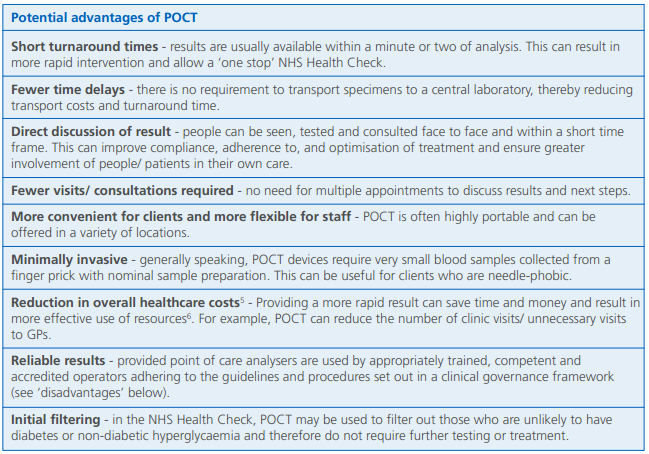 Potential advantages of POCT
Short turnaround times - results are usually available within a minute or two of analysis. This can result in
more rapid intervention and allow a ‘one stop’ NHS Health Check.
Fewer time delays - there is no requirement to transport specimens to a central laboratory, thereby reducing
transport costs and turnaround time.
Direct discussion of result - people can be seen, tested and consulted face to face and within a short time
frame. This can improve compliance, adherence to, and optimisation of treatment and ensure greater
involvement of people/ patients in their own care.
Fewer visits/ consultations required - no need for multiple appointments to discuss results and next steps.
More convenient for clients and more flexible for staff - POCT is often highly portable and can be
offered in a variety of locations.
Minimally invasive - generally speaking, POCT devices require very small blood samples collected from a
finger prick with nominal sample preparation. This can be useful for clients who are needle-phobic.
Reduction in overall healthcare costs⁵ - Providing a more rapid result can save time and money and result in
more effective use of resources⁶. For example, POCT can reduce the number of clinic visits/ unnecessary visits
to GPs.
Reliable results - provided point of care analysers are used by appropriately trained, competent and
accredited operators adhering to the guidelines and procedures set out in a clinical governance framework
(see ‘disadvantages’ below).
Initial filtering - in the NHS Health Check, POCT may be used to filter out those who are unlikely to have
diabetes or non-diabetic hyperglycaemia and therefore do not require further testing or treatment.